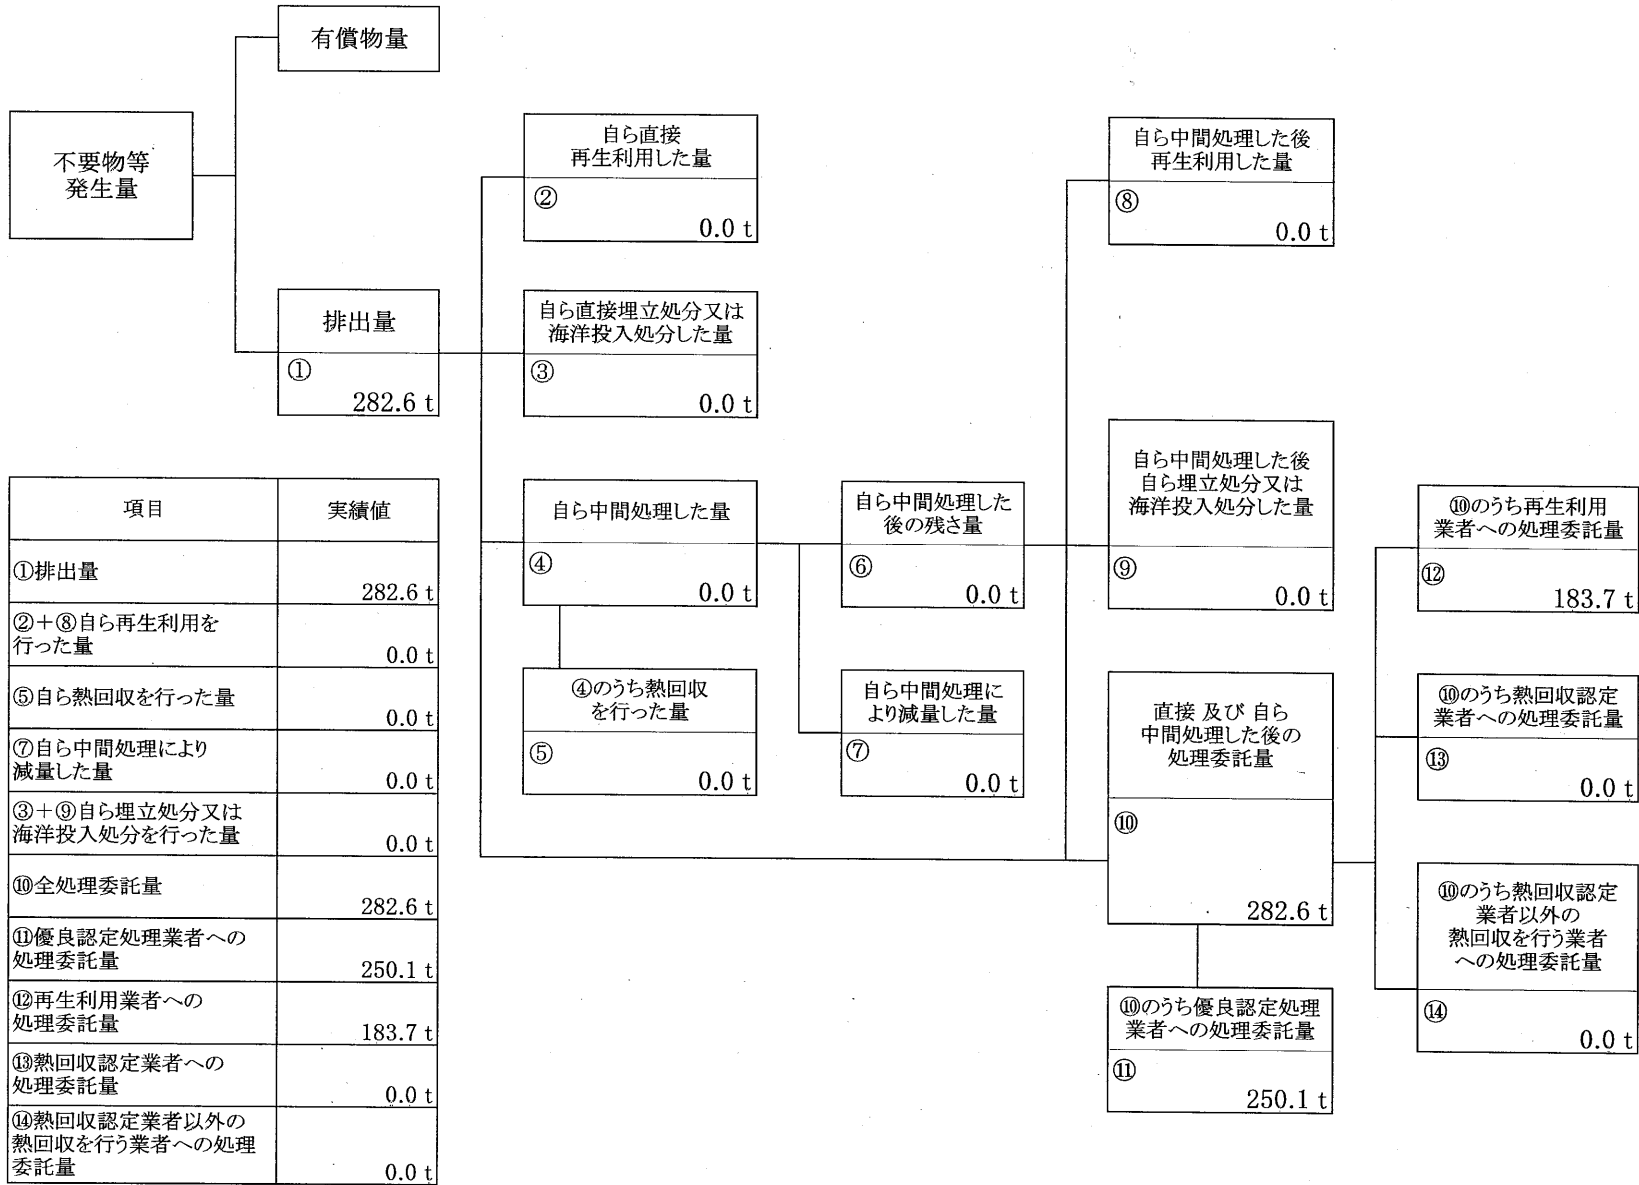 有償物量
不要物等
発生量
排出量
①
282.6 t
自ら直接
再生利用した量
②
0.0 t
自ら直接埋立処分又は
海洋投入処分した量
③
0.0 t
自ら中間処理した量
④
0.0 t
④のうち熱回収
を行った量
⑤
0.0 t
自ら中間処理した
後の残さ量
⑥
0.0 t
自ら中間処理に
より減量した量
⑦
0.0 t
自ら中間処理した後
再生利用した量
⑧
0.0 t
自ら中間処理した後
自ら埋立処分又は
海洋投入処分した量
⑨
0.0 t
直接 及び 自ら
中間処理した後の
処理委託量
⑩
282.6 t
⑩のうち優良認定処理
業者への処理委託量
⑪
250.1 t
⑩のうち再生利用
業者への処理委託量
⑫
183.7 t
⑩のうち熱回収認定
業者への処理委託量
⑬
0.0 t
⑩のうち熱回収認定
業者以外の
熱回収を行う業者
への処理委託量
⑭
0.0 t
項目 実績値
①排出量
282.6 t
②＋⑧自ら再生利用を
行った量
0.0 t
⑤自ら熱回収を行った量
0.0 t
⑦自ら中間処理により
減量した量
0.0 t
③＋⑨自ら埋立処分又は
海洋投入処分を行った量
0.0 t
⑩全処理委託量
282.6 t
⑪優良認定処理業者への
処理委託量
250.1 t
⑫再生利用業者への
処理委託量
183.7 t
⑬熱回収認定業者への
処理委託量
0.0 t
⑭熱回収認定業者以外の
熱回収を行う業者への処理
委託量
0.0 t